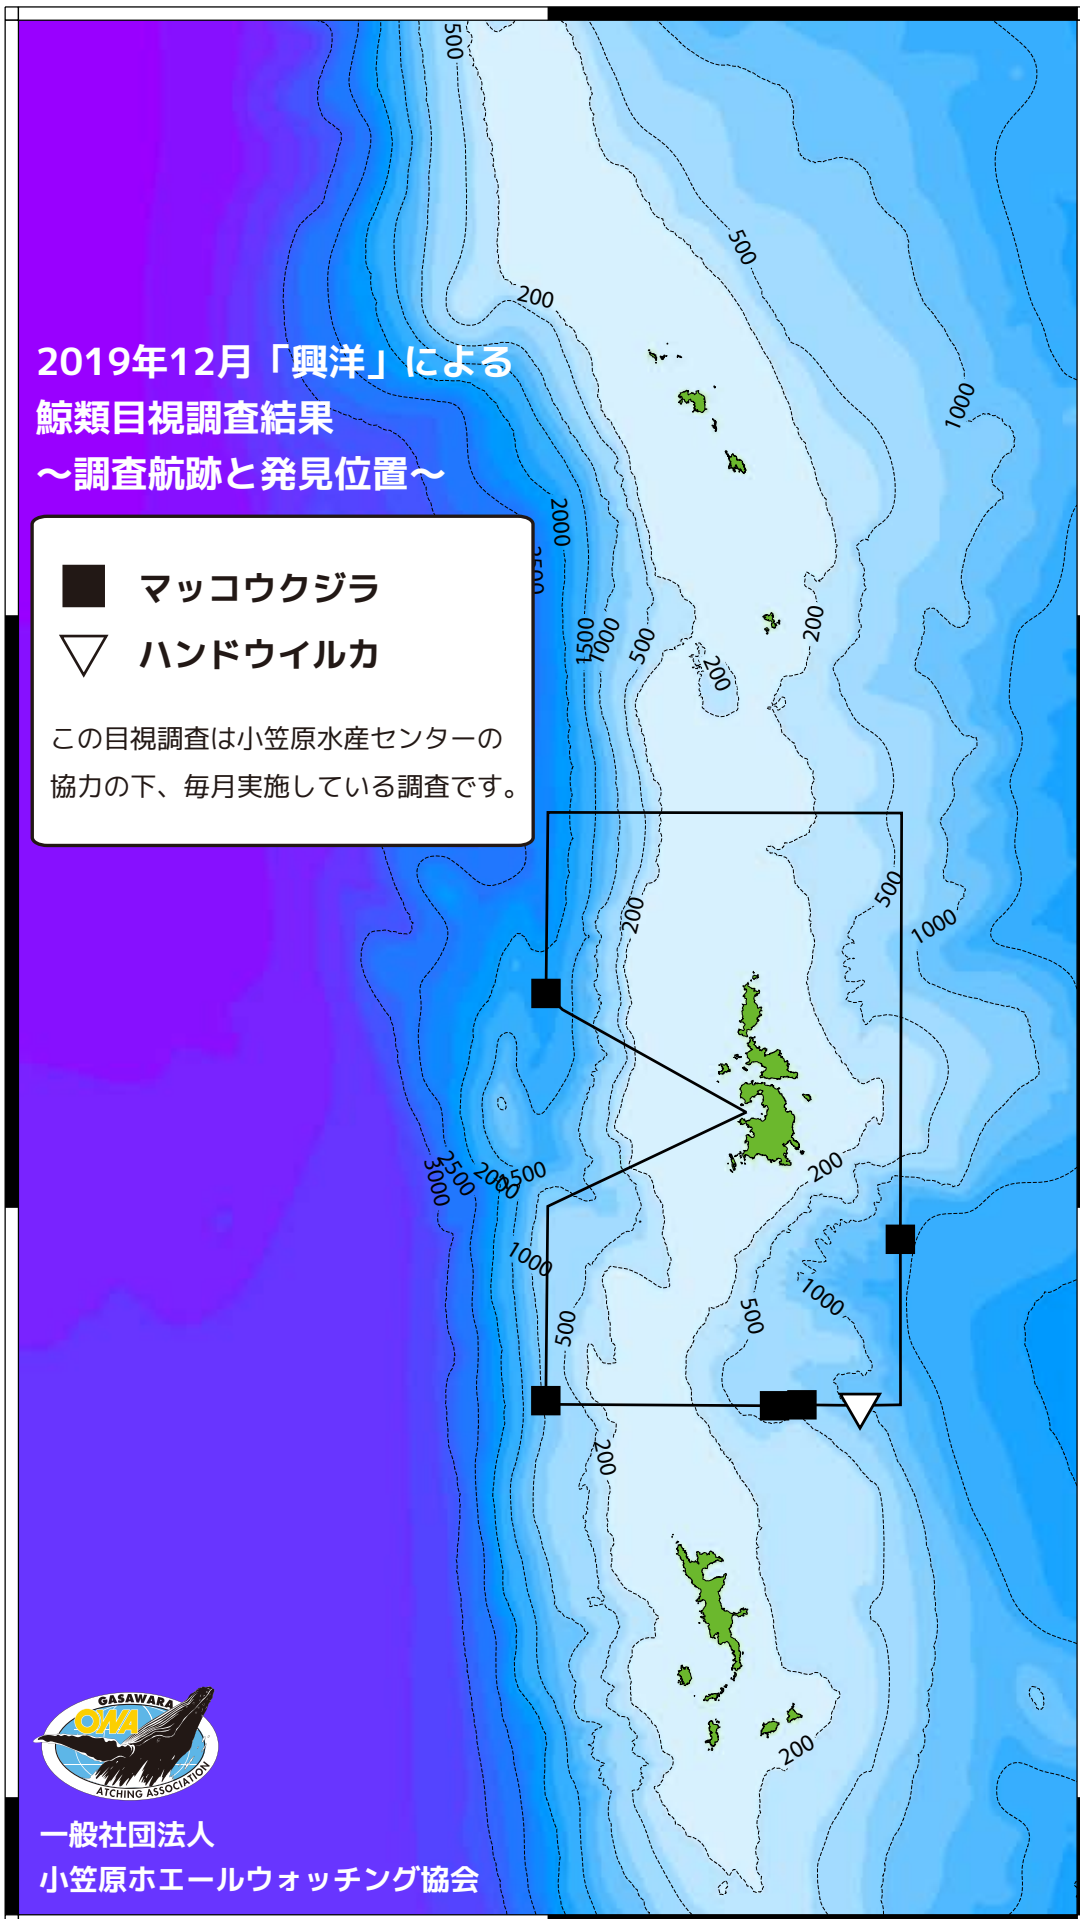 500
500
200
2019年12月「興洋」による
鯨類目視調査結果
～調査航跡と発見位置～
1000
2000
マッコウクジラ
ハンドウイルカ
この目視調査は小笠原水産センターの
協力の下、毎月実施している調査です。
1500
1000
500
200
200
200
500
1000
3000
2500
2000
1500
200
1000
500
500
1000
200
200
GASAWARA
OWA
ATCHING ASSOCIATION
一般社団法人
小笠原ホエールウォッチング協会